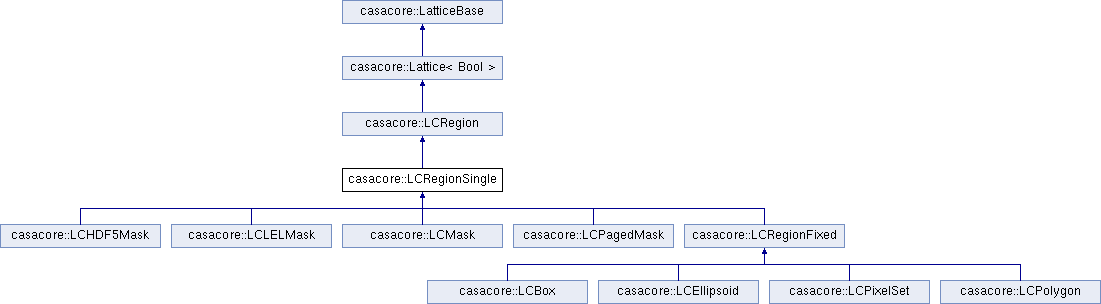 casacore::LatticeBase
casacore::Lattice< Bool >
casacore::LCRegion
casacore::LCRegionSingle
casacore::LCHDF5Mask
casacore::LCLELMask
casacore::LCMask
casacore::LCPagedMask
casacore::LCRegionFixed
casacore::LCBox
casacore::LCEllipsoid
casacore::LCPixelSet
casacore::LCPolygon